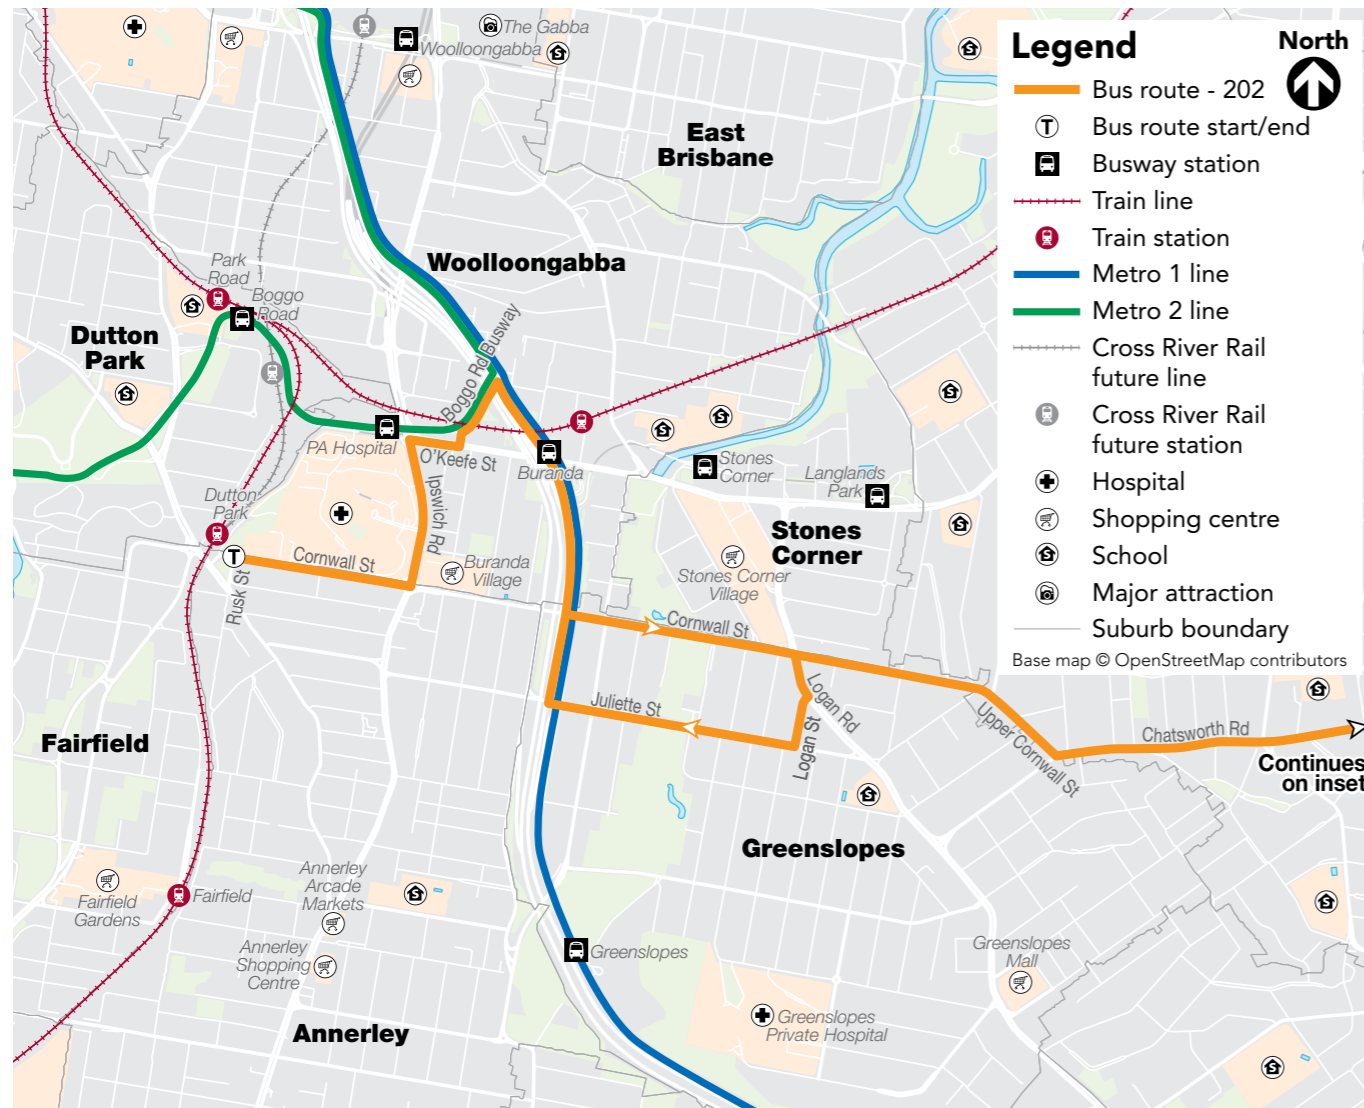 Legend
North
Bus route - 202
T
Bus route start/end
Busway station
Train line
Train station
Metro 1 line
Metro 2 line
Cross River Rail
future line
Cross River Rail
future station
Hospital
Shopping centre
School
Major attraction
Suburb boundary
Base map © OpenStreetMap contributors
The Gabba
Woolloongabba
East
Brisbane
Woolloongabba
Park
Road
Boggo
Road
Dutton
Park
Boggo Rd Busway
PA Hospital
O'Keefe St
Buranda
Stones
Corner
Langlands
Park
Dutton
Park
Ipswich Rd
Stones
Corner
T
Cornwall St
Rusk St
Buranda
Village
Stones Corner
Village
Cornwall St
Juliette St
Logan Rd
Logan St
Upper Cornwall St
Chatsworth Rd
Continues
on inset
Fairfield
Greenslopes
Annerley
Arcade
Markets
Fairfield
Gardens
Fairfield
Annerley
Shopping
Centre
Greenslopes
Greenslopes
Mall
Greenslopes
Private Hospital
Annerley